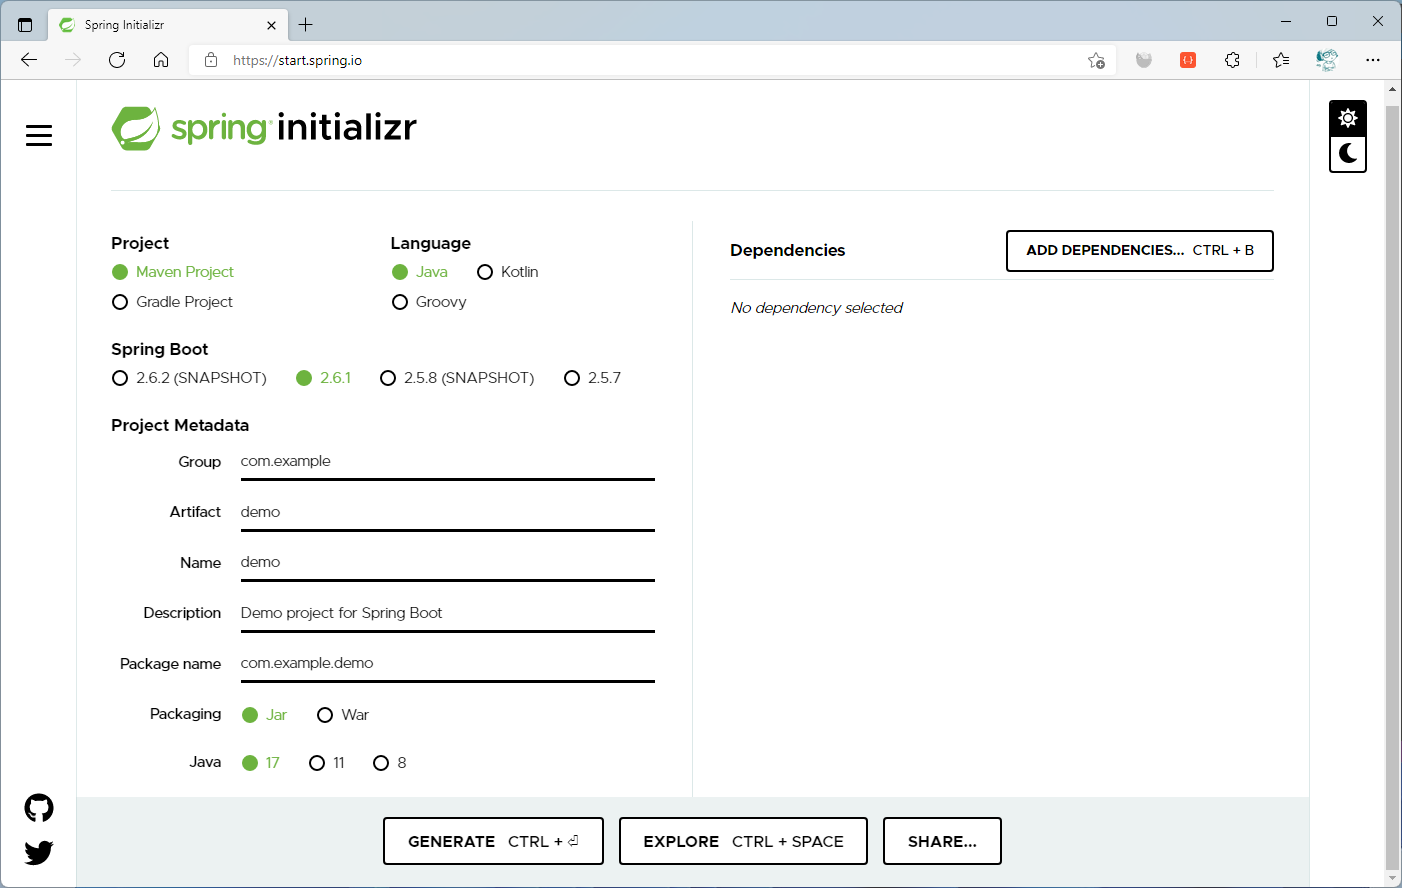 Spring Initializr
https://start.spring.io
spring initializr
Project
Maven Project
Gradle Project
Language
Java Kotlin
Groovy
Spring Boot
2.6.2 (SNAPSHOT) 2.6.1 2.5.8 (SNAPSHOT) 2.5.7
Project Metadata
Group com.example
Artifact demo
Name demo
Description Demo project for Spring Boot
Package name com.example.demo
Packaging Jar War
Java 17 11 8
Dependencies
ADD DEPENDENCIES... CTRL + B
No dependency selected
GENERATE CTRL + ⏎
EXPLORE CTRL + SPACE
SHARE...